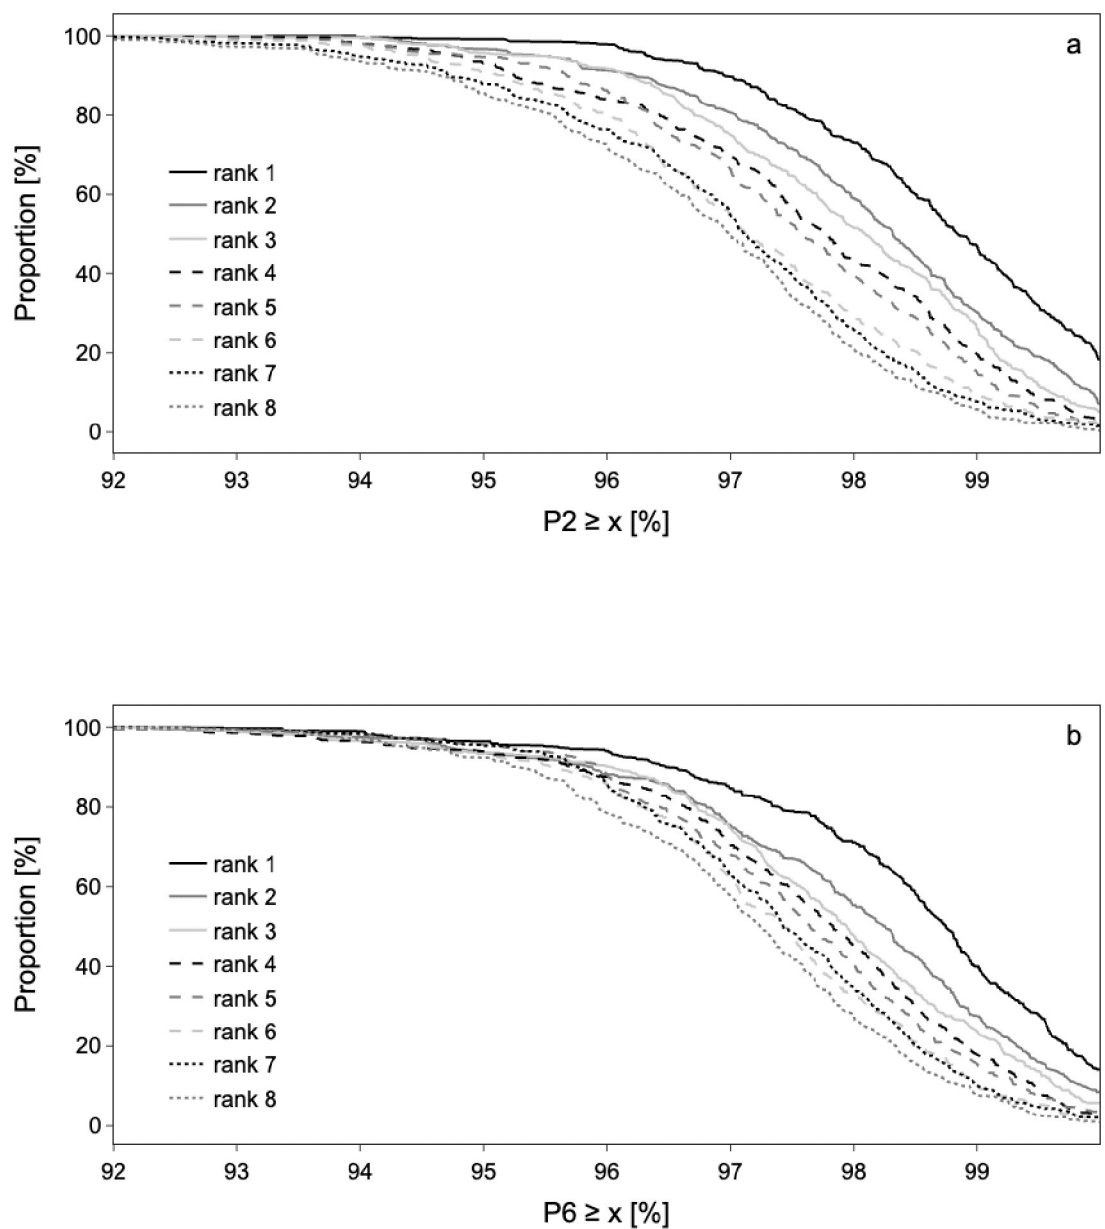 a
Proportion [%]
100
80
60
40
20
0
rank 1
rank 2
rank 3
rank 4
rank 5
rank 6
rank 7
rank 8
92 93 94 95 96 97 98 99
P2 ≥ x [%]
b
Proportion [%]
100
80
60
40
20
0
rank 1
rank 2
rank 3
rank 4
rank 5
rank 6
rank 7
rank 8
92 93 94 95 96 97 98 99
P6 ≥ x [%]